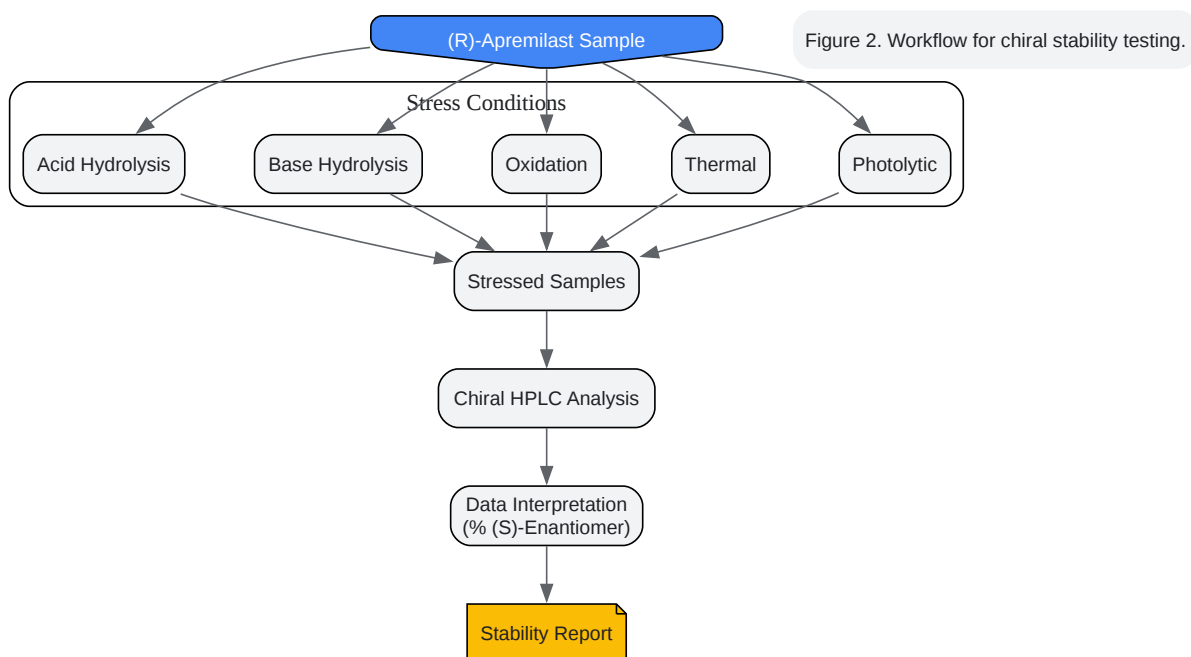 (R)-Apremilast Sample
Figure 2. Workflow for chiral stability testing.
Stress Conditions
Acid Hydrolysis
Base Hydrolysis
Oxidation
Thermal
Photolytic
Stressed Samples
Chiral HPLC Analysis
Data Interpretation
(% (S)-Enantiomer)
Stability Report